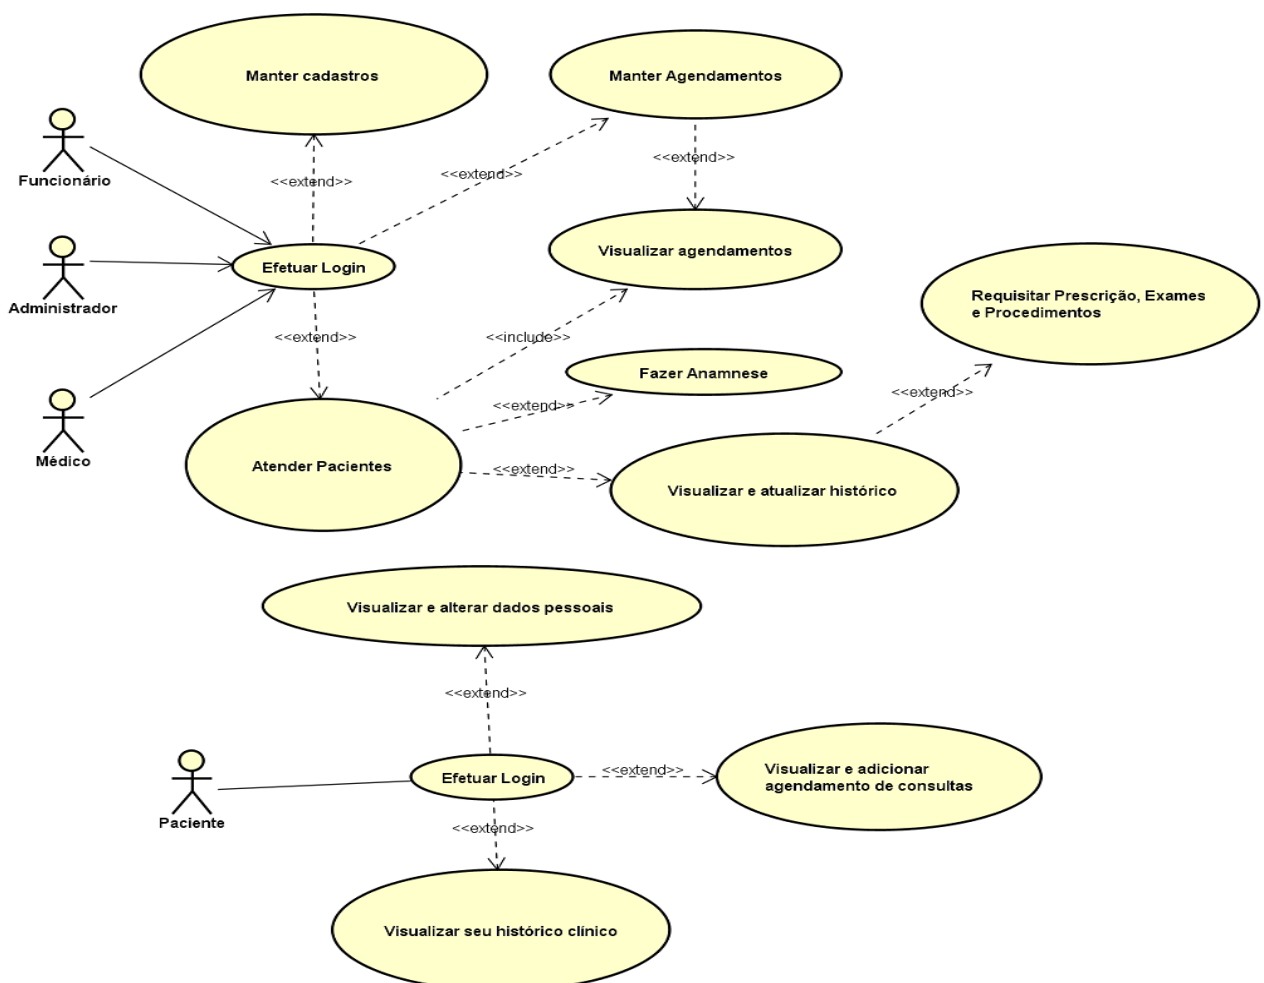 Manter cadastros
Manter Agendamentos
Funcionário
<<extend>>
<<extend>>
<<extend>>
Administrador
Efetuar Login
Visualizar agendamentos
Requisitar Prescrição, Exames
e Procedimentos
<<extend>>
<<include>>
Médico
Fazer Anamnese
<<extend>>
<<extend>>
Atender Pacientes
<<extend>>
Visualizar e atualizar histórico
Visualizar e alterar dados pessoais
<<extend>>
Paciente
Efetuar Login
<<extend>>
Visualizar e adicionar
agendamento de consultas
<<extend>>
Visualizar seu histórico clínico